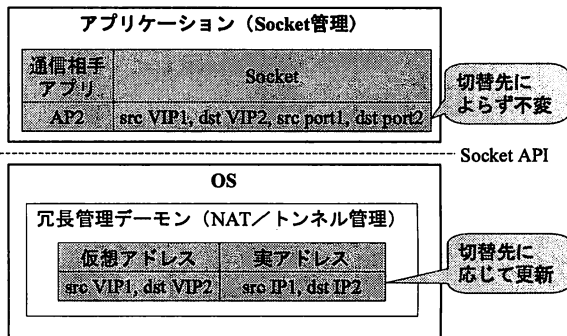 アプリケーション（Socket管理）
通信相手
アプリ
Socket
AP2
src VIP1, dst VIP2, src port1, dst port2
切替先に
よらず不変
Socket API
OS
冗長管理デーモン（NAT／トンネル管理）
仮想アドレス
実アドレス
src VIP1, dst VIP2
src IP1, dst IP2
切替先に
応じて更新